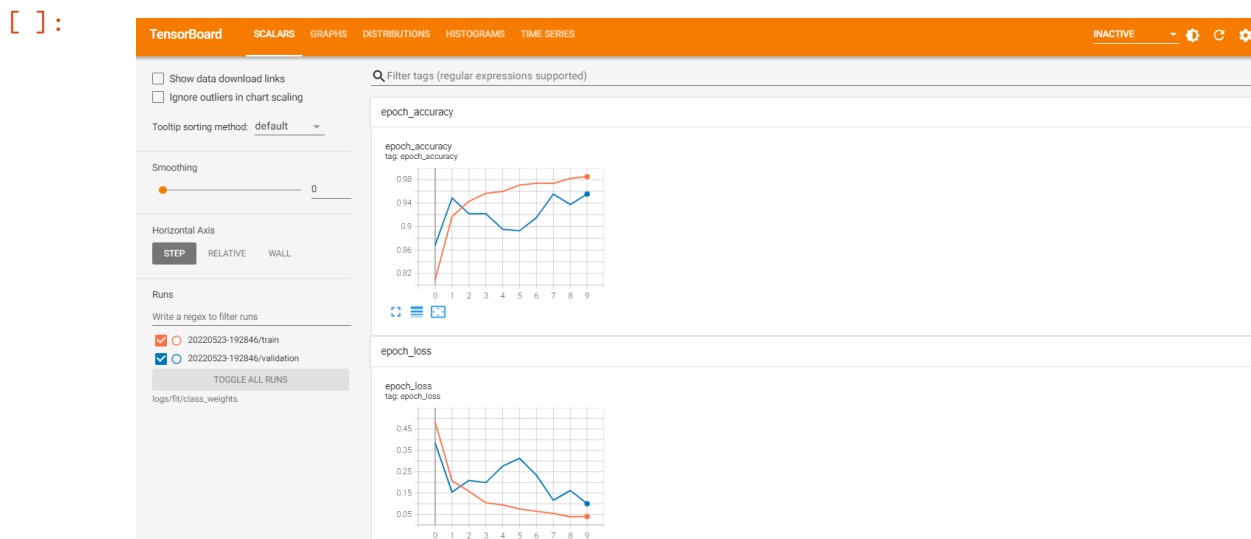 [ ]:
TensorBoard SCALARS GRAPHS DISTRIBUTIONS HISTOGRAMS TIME SERIES INACTIVE
Show data download links
Ignore outliers in chart scaling
Tooltip sorting method: default
Smoothing
0
Horizontal Axis
STEP RELATIVE WALL
Runs
Write a regex to filter runs
20220523-192846/train
20220523-192846/validation
TOGGLE ALL RUNS
logs/fit/class_weights
Filter tags (regular expressions supported)
epoch_accuracy
epoch_accuracy
tag: epoch_accuracy
0.98
0.94
0.9
0.86
0.82
0 1 2 3 4 5 6 7 8 9
epoch_loss
epoch_loss
tag: epoch_loss
0.45
0.35
0.25
0.15
0.05
0 1 2 3 4 5 6 7 8 9